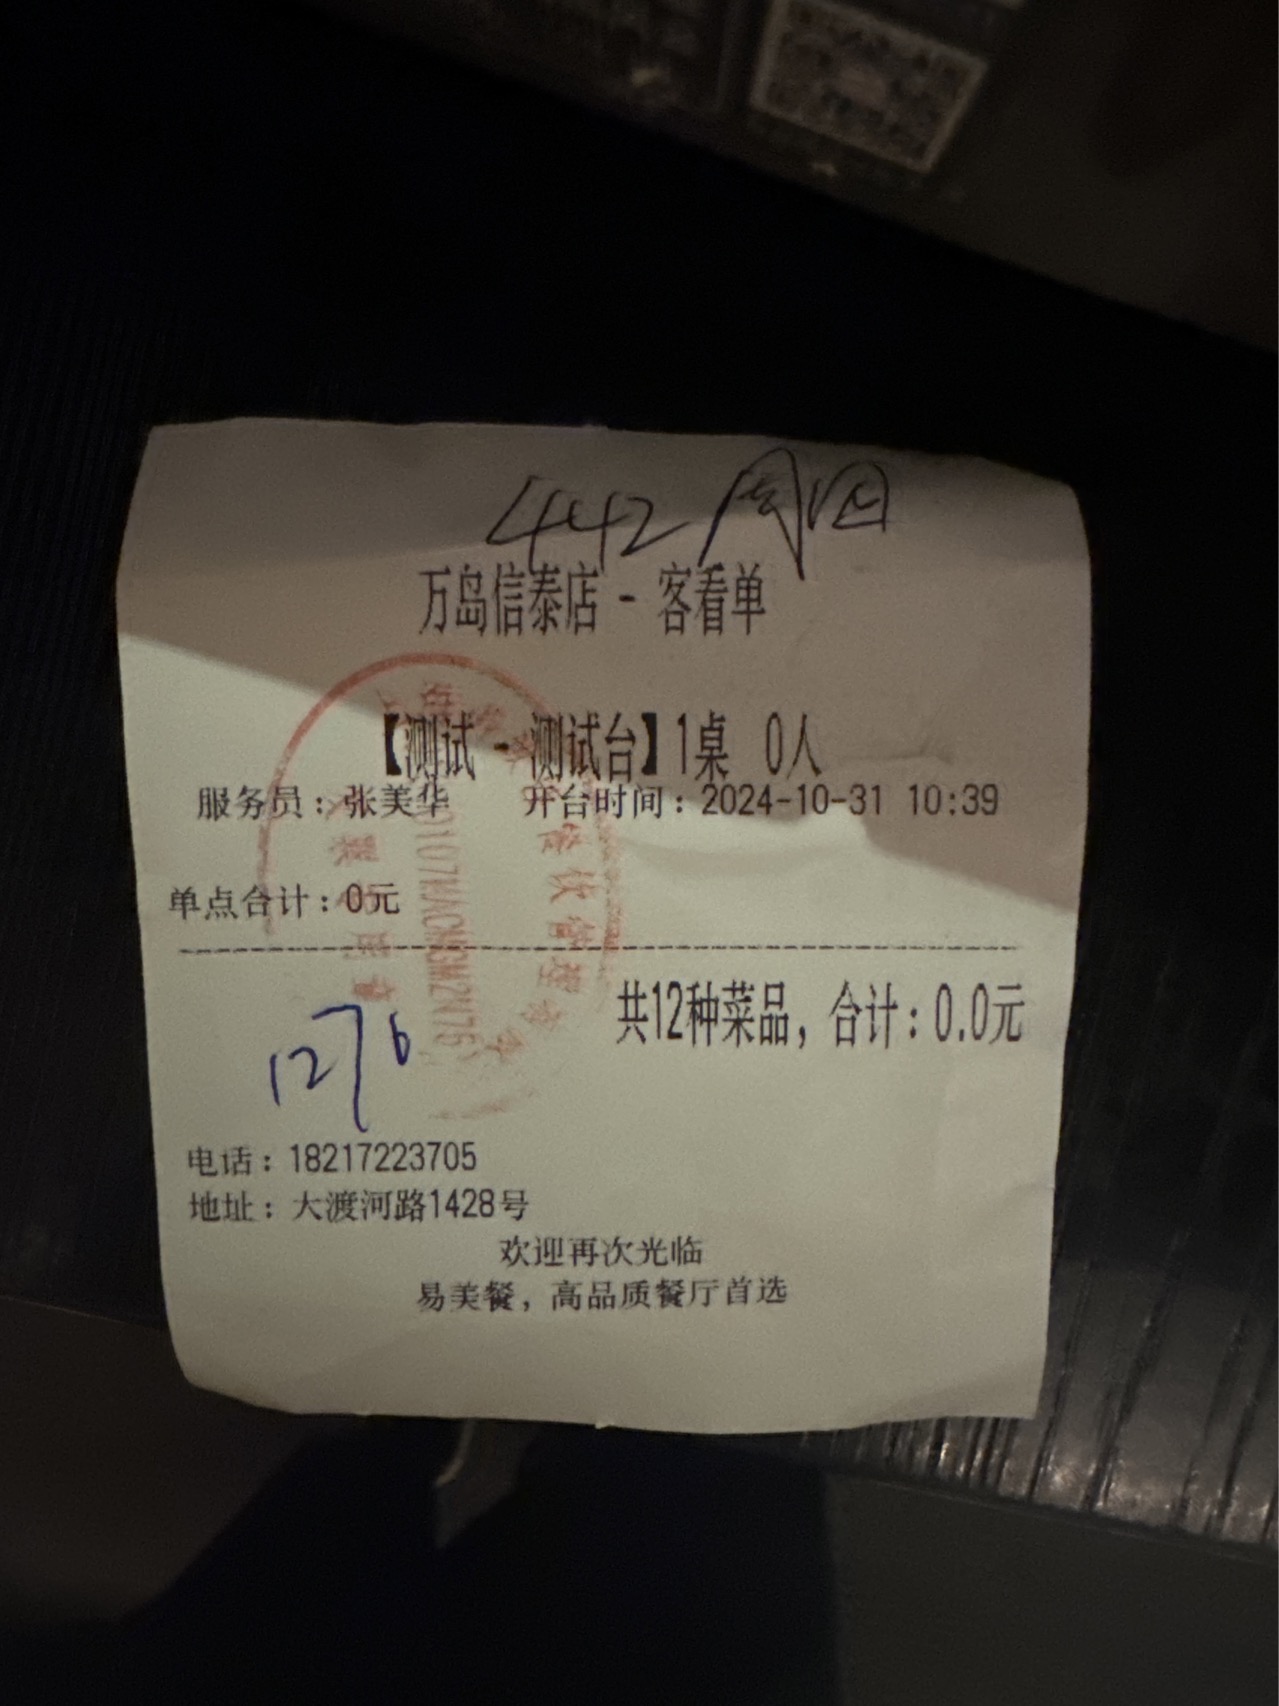 442 周四
万岛信泰店 - 客看单
【测试 - 测试台】1桌 0人
服务员：张美华 开台时间：2024-10-31 10:39
单点合计：0元
共12种菜品，合计：0.0元
1276
电话：18217223705
地址：大渡河路1428号
欢迎再次光临
易美餐，高品质餐厅首选